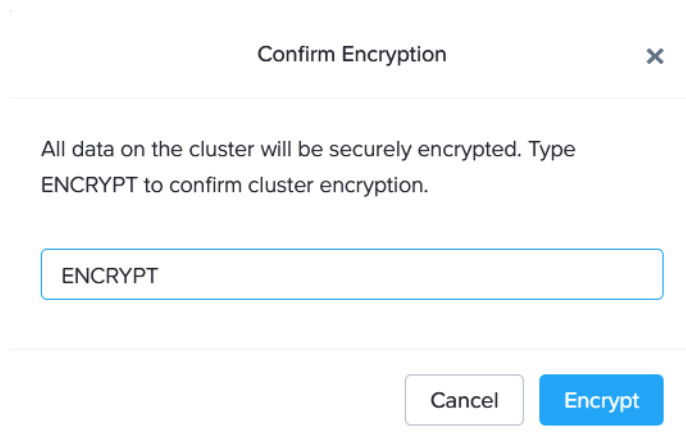 Confirm Encryption
All data on the cluster will be securely encrypted. Type
ENCRYPT to confirm cluster encryption.
ENCRYPT
Cancel Encrypt